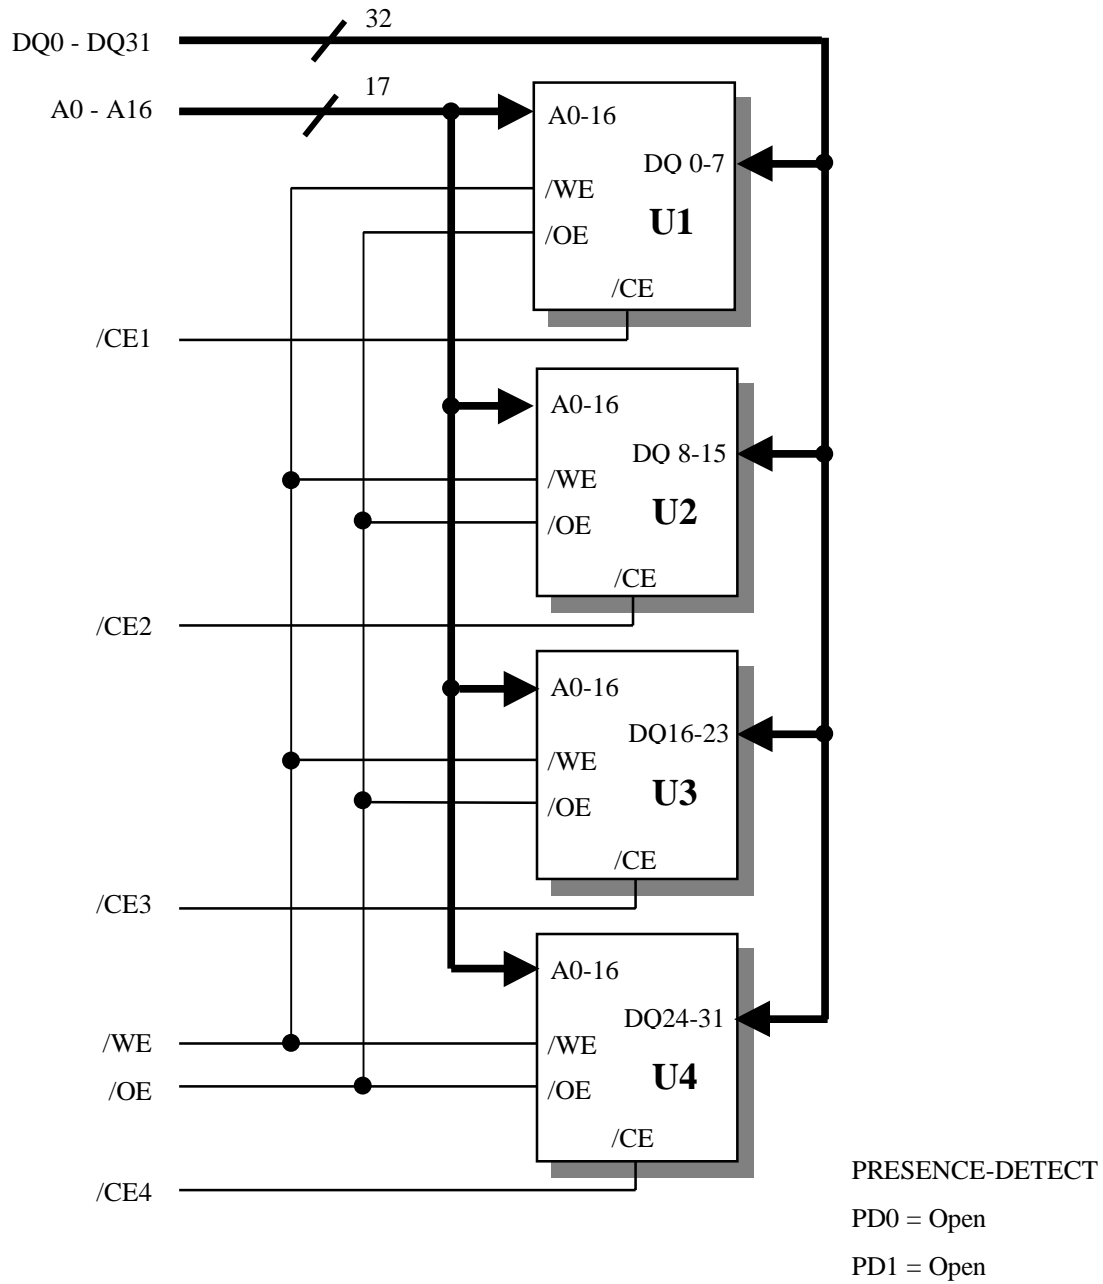 32
DQ0 - DQ31
17
A0 - A16
A0-16
DQ 0-7
/WE
U1
/OE
/CE
/CE1
A0-16
DQ 8-15
/WE
U2
/OE
/CE
/CE2
A0-16
DQ16-23
/WE
U3
/OE
/CE
/CE3
A0-16
DQ24-31
/WE
/WE
U4
/OE
/OE
/CE
/CE4
PRESENCE-DETECT
PD0 = Open
PD1 = Open